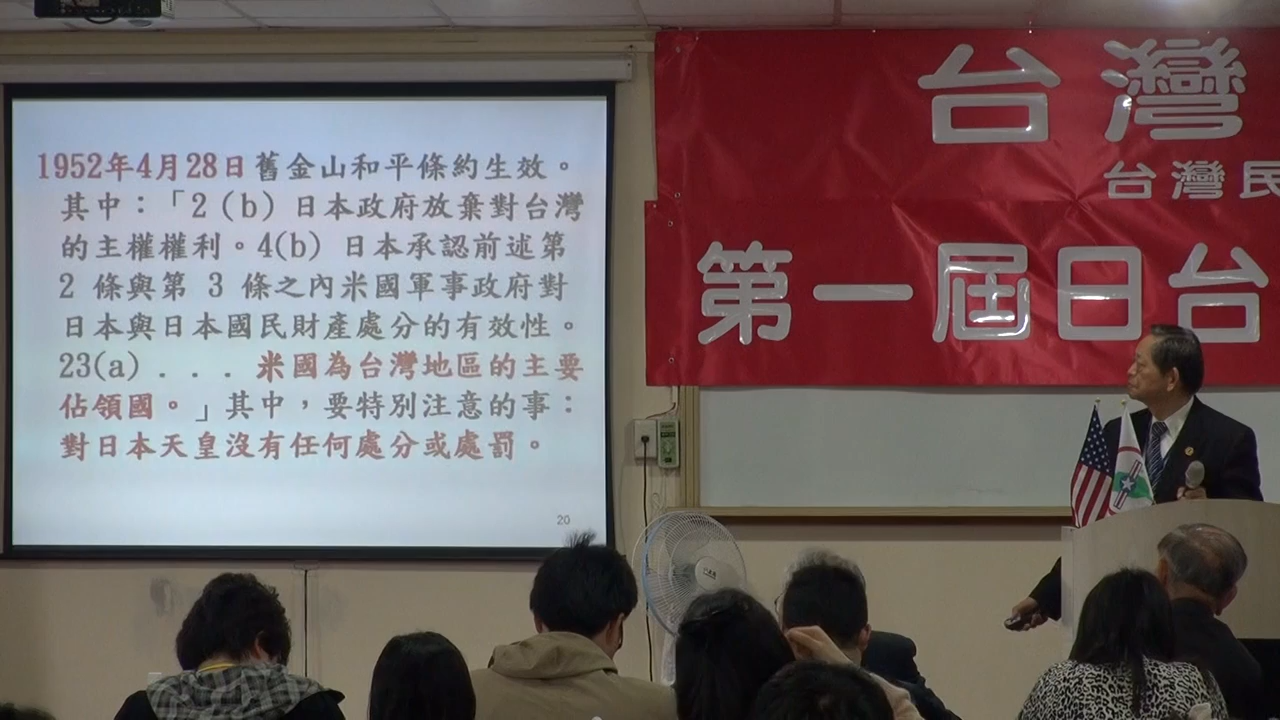 1952年4月28日舊金山和平條約生效。
其中：「2（b）日本政府放棄對台灣
的主權權利。4(b) 日本承認前述第
2 條與第 3 條之內米國軍事政府對
日本與日本國民財產處分的有效性。
23(a) . . . 米國為台灣地區的主要
佔領國。」其中，要特別注意的事：
對日本天皇沒有任何處分或處罰。
20
台灣
台灣民
第一屆日台